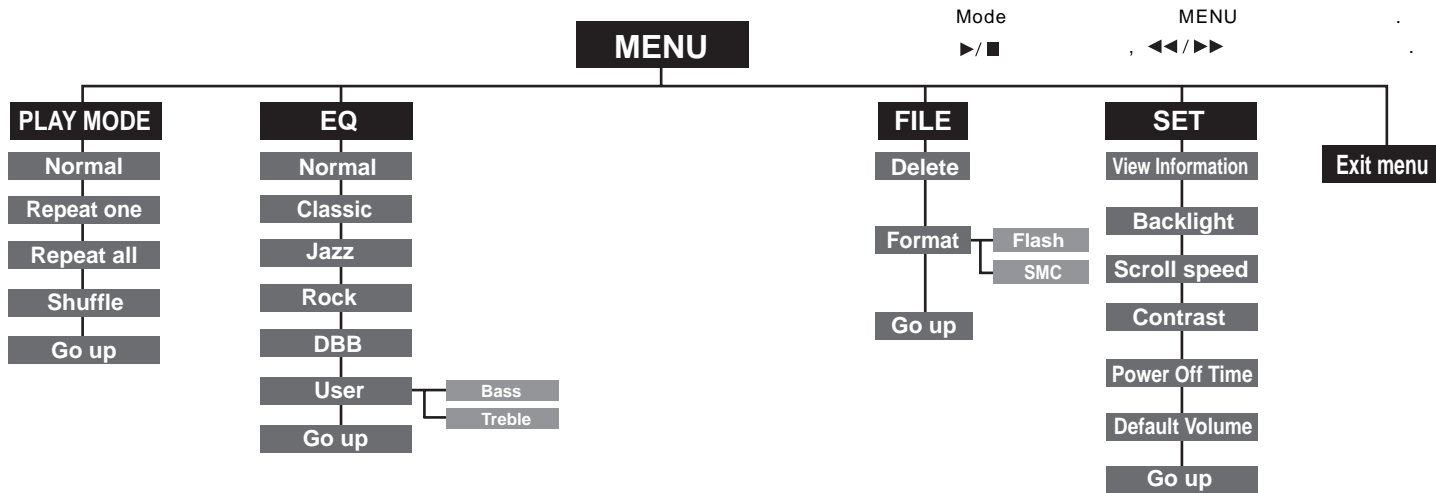 Mode MENU .
▶/■ , ◀◀/▶▶ .
MENU
PLAY MODE
Normal
Repeat one
Repeat all
Shuffle
Go up
EQ
Normal
Classic
Jazz
Rock
DBB
User
Bass
Treble
Go up
FILE
Delete
Format
Flash
SMC
Go up
SET
View Information
Backlight
Scroll speed
Contrast
Power Off Time
Default Volume
Go up
Exit menu